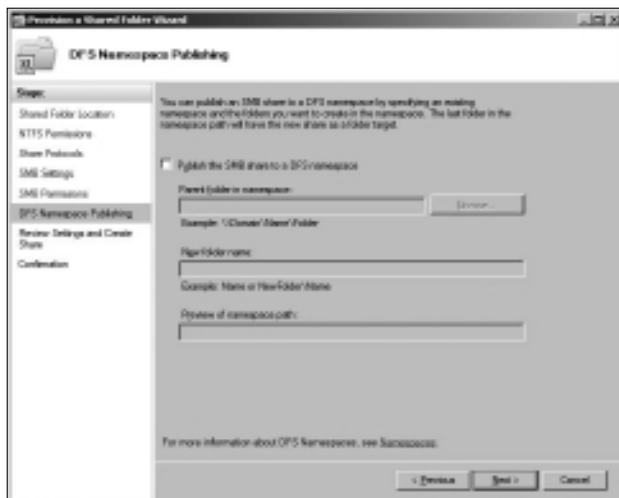 Provision a Shared Folder Wizard
DFS Namespace Publishing
Steps:
Shared Folder Location
NTFS Permissions
Share Protocols
SMB Settings
SMB Permissions
DFS Namespace Publishing
Review Settings and Create
Share
Confirmation
You can publish an SMB share to a DFS namespace by specifying an existing
namespace and the folders you want to create in the namespace. The last folder in the
namespace path will have the new share as a folder target.
Publish the SMB share to a DFS namespace
Parent folder in namespace:
Browse...
Example: \\Domain\Name\Folder
New folder name:
Example: Name or NewFolder\Name
Preview of namespace path:
For more information about DFS Namespaces, see Namespaces.
< Previous
Next >
Cancel